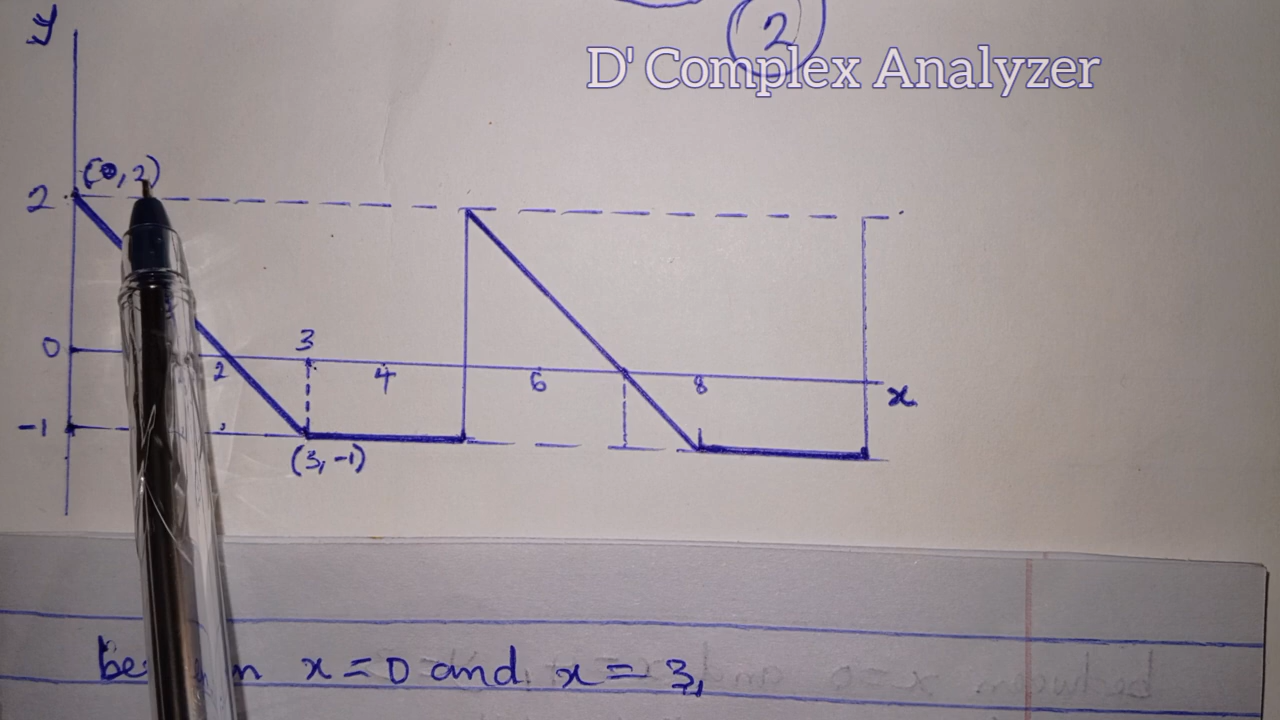 2
D' Complex Analyzer
y
(0, 2)
2
0
3
2
4
6
8
x
-1
(3, -1)
x = 0 and x = 3,